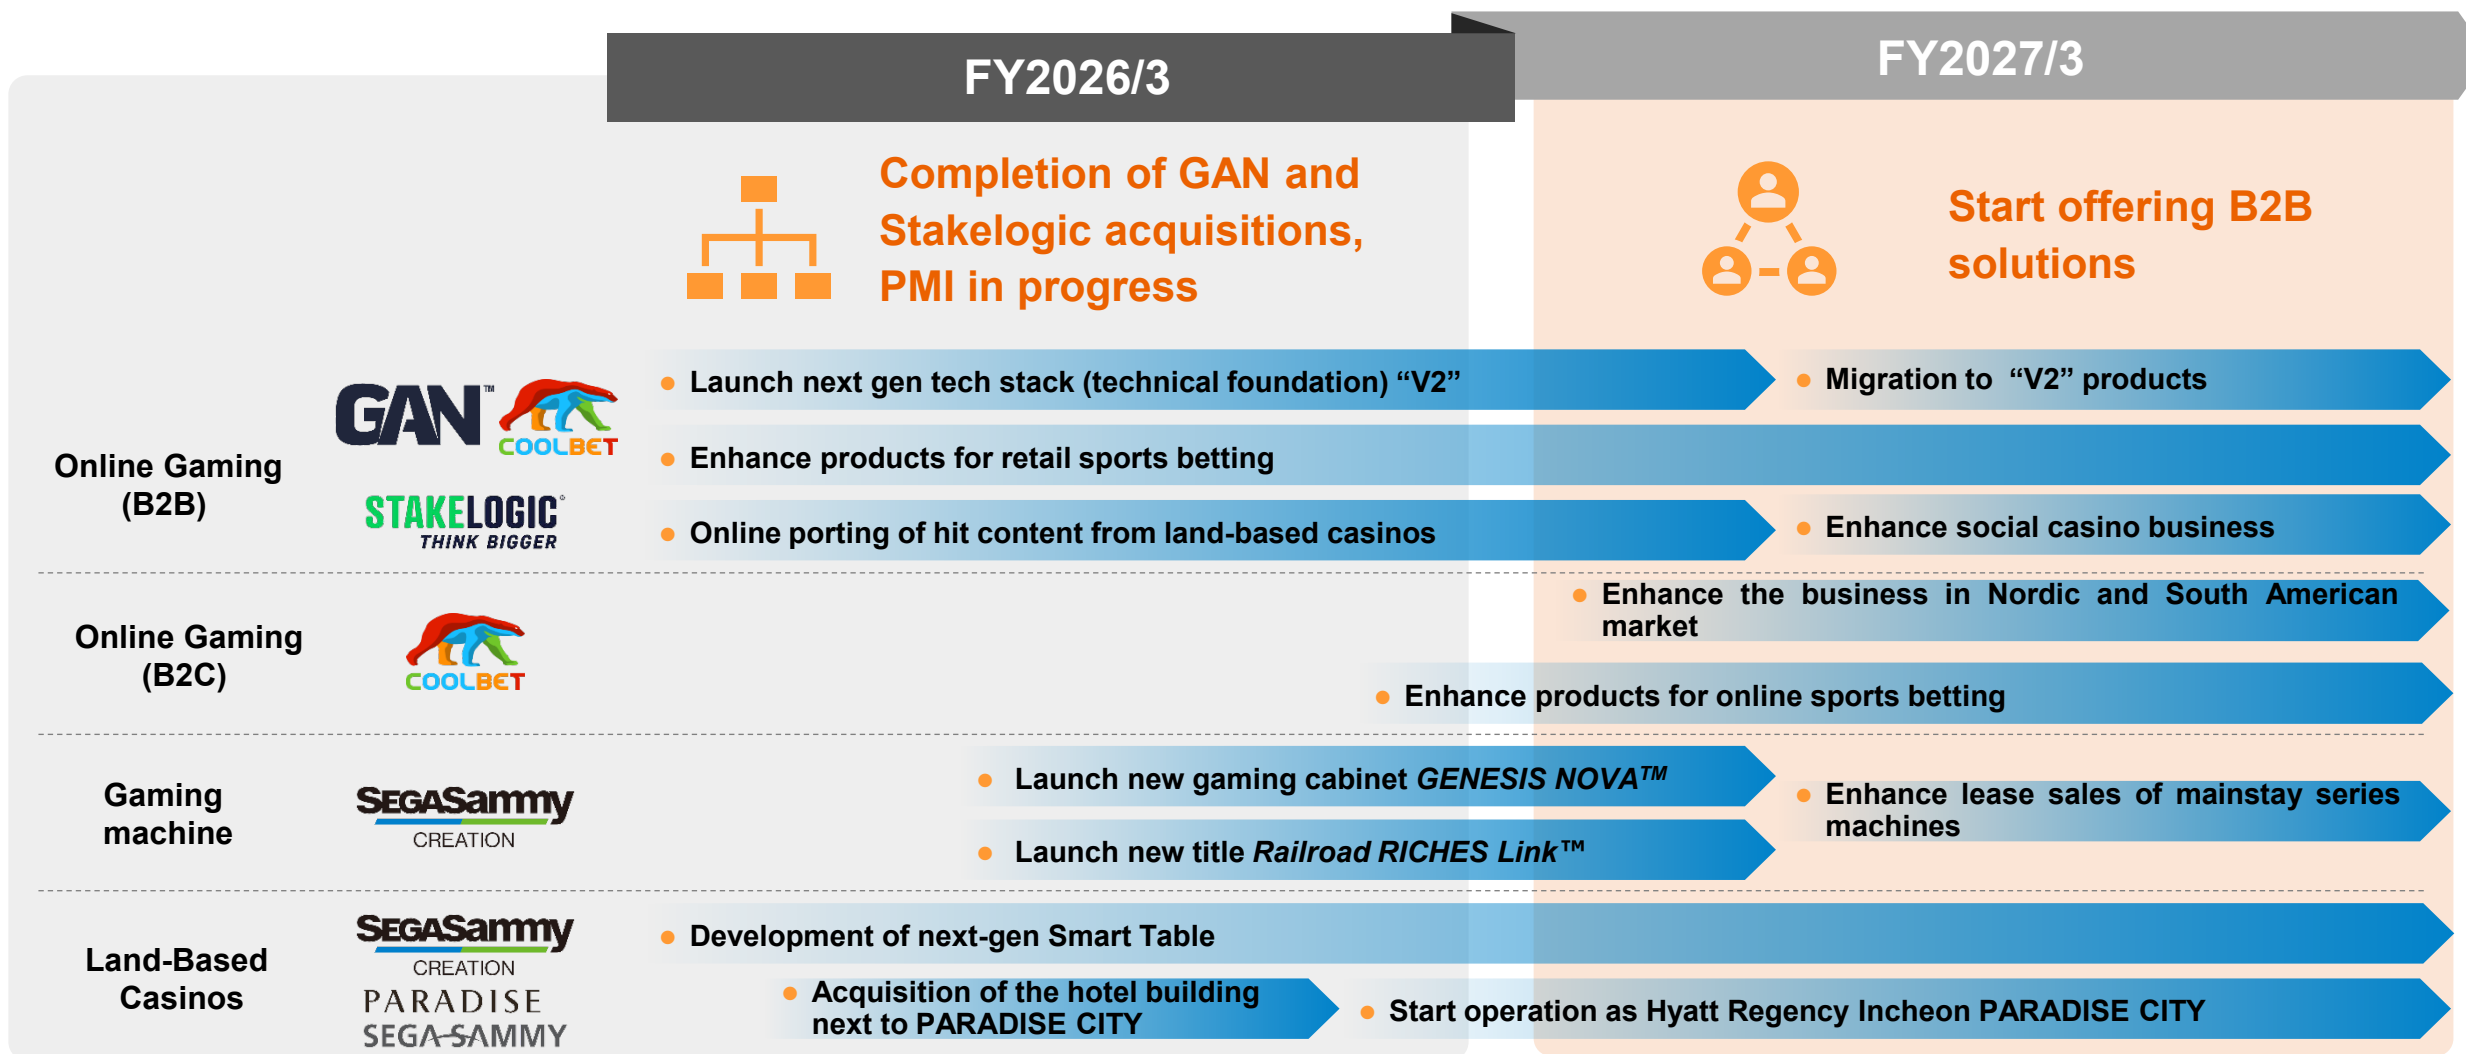 FY2026/3
FY2027/3
Completion of GAN and
Stakelogic acquisitions,
PMI in progress
Start offering B2B
solutions
Online Gaming
(B2B)
GAN™
COOLBET
STAKELOGIC®
THINK BIGGER
• Launch next gen tech stack (technical foundation) “V2”
• Migration to “V2” products
• Enhance products for retail sports betting
• Online porting of hit content from land-based casinos
• Enhance social casino business
Online Gaming
(B2C)
COOLBET
• Enhance the business in Nordic and South American
market
• Enhance products for online sports betting
Gaming
machine
SEGASammy
CREATION
• Launch new gaming cabinet GENESIS NOVA™
• Launch new title Railroad RICHES Link™
• Enhance lease sales of mainstay series
machines
Land-Based
Casinos
SEGASammy
CREATION
PARADISE
SEGA-SAMMY
• Development of next-gen Smart Table
• Acquisition of the hotel building
next to PARADISE CITY
• Start operation as Hyatt Regency Incheon PARADISE CITY